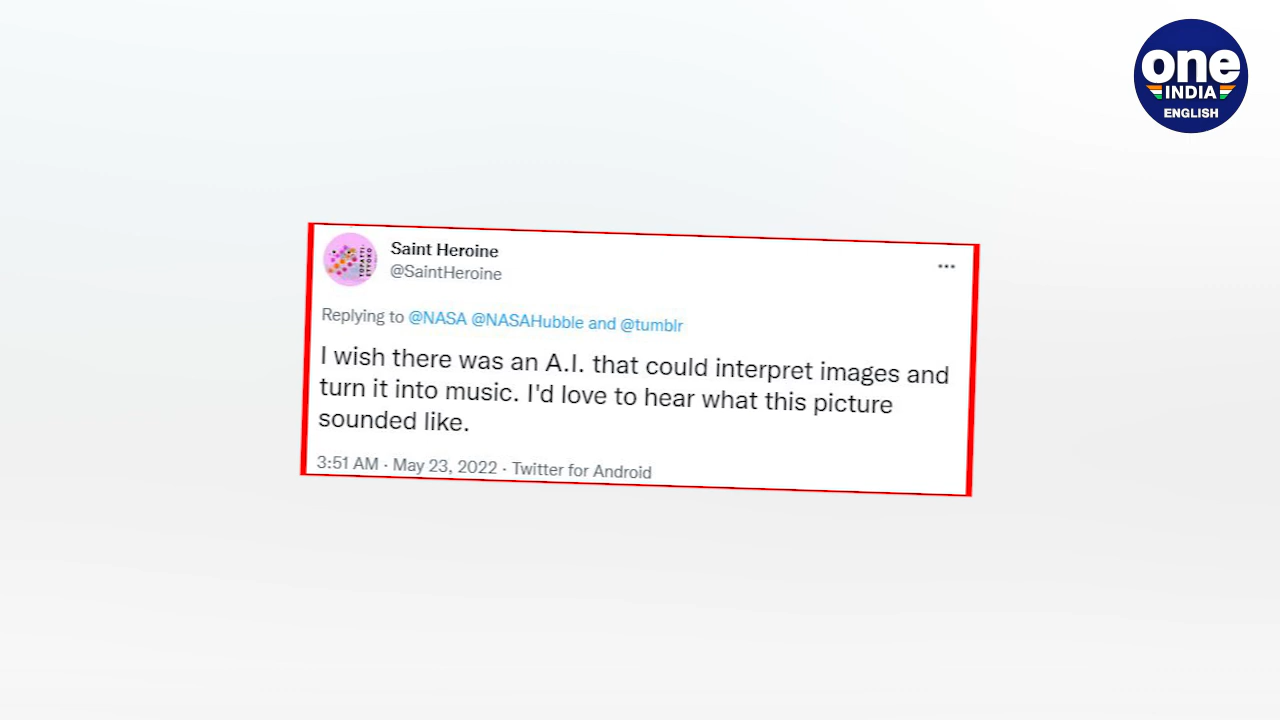 one
INDIA
ENGLISH
Saint Heroine
@SaintHeroine
Replying to @NASA @NASAHubble and @tumblr
I wish there was an A.I. that could interpret images and
turn it into music. I'd love to hear what this picture
sounded like.
3:51 AM · May 23, 2022 · Twitter for Android